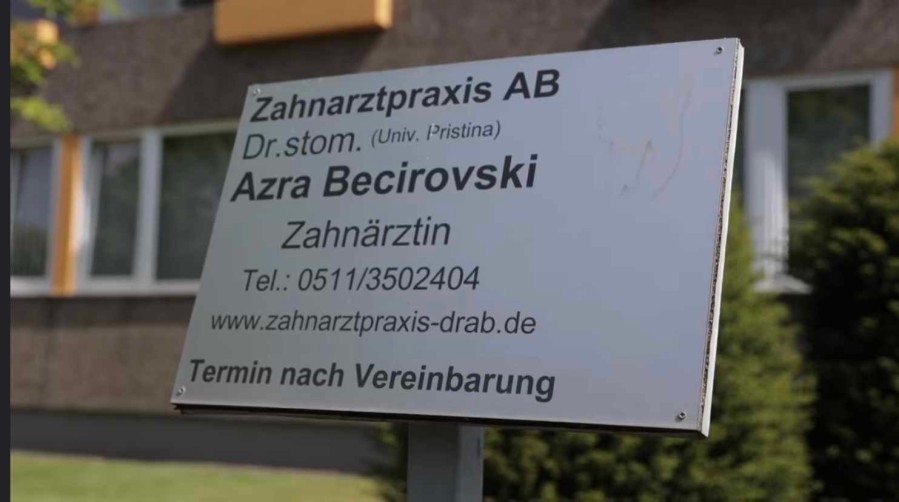 Zahnarztpraxis AB
Dr.stom. (Univ. Pristina)
Azra Becirovski
Zahnärztin
Tel.: 0511/3502404
www.zahnarztpraxis-drab.de
Termin nach Vereinbarung